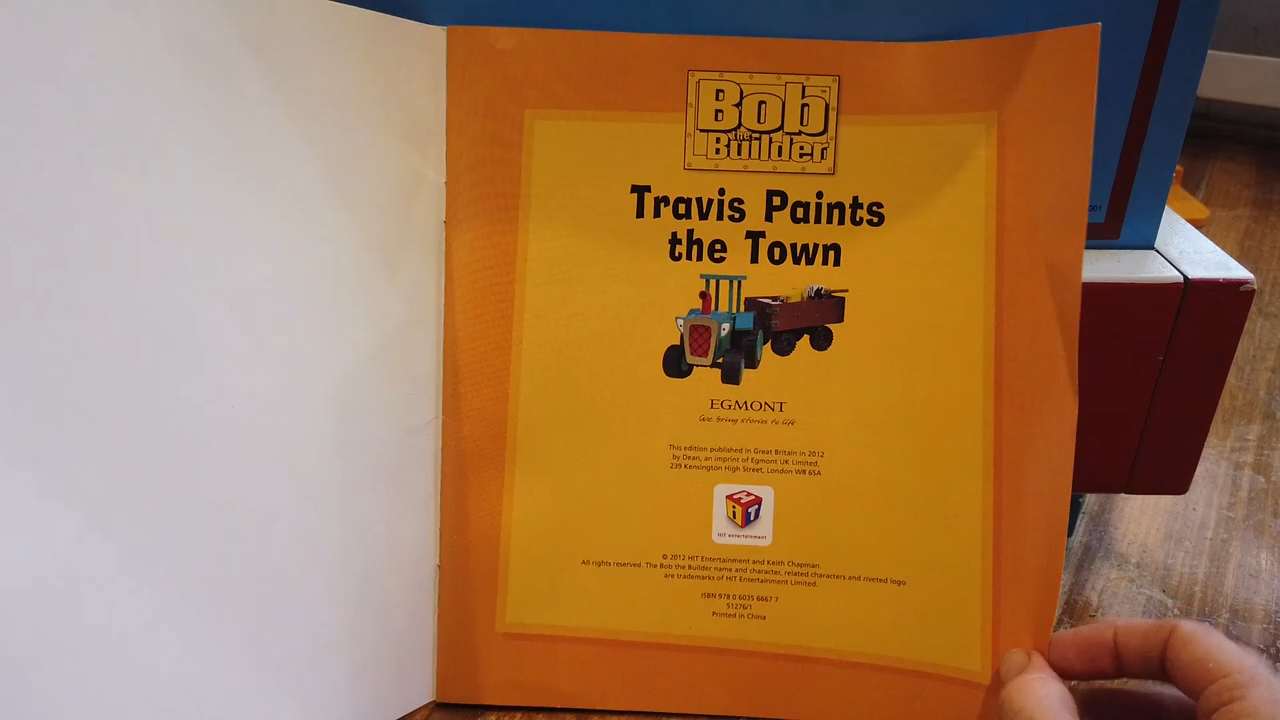 Bob
the
Builder
™
Travis Paints
the Town
EGMONT
We bring stories to life
This edition published in Great Britain in 2012
by Dean, an imprint of Egmont UK Limited,
239 Kensington High Street, London W8 6SA
HiT
HiT entertainment
© 2012 HIT Entertainment and Keith Chapman.
All rights reserved. The Bob the Builder name and character, related characters and riveted logo
are trademarks of HIT Entertainment Limited.
ISBN 978 0 6035 6667 7
51276/1
Printed in China
001